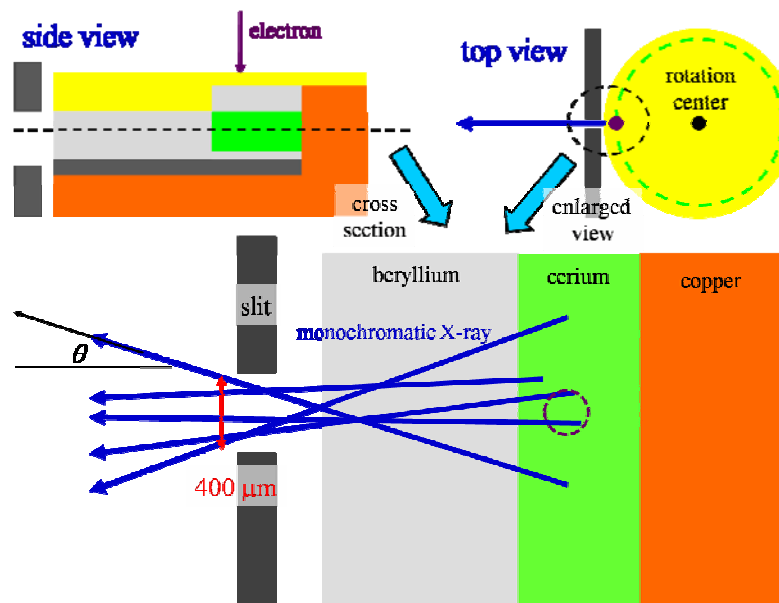 side view
electron
top view
rotation
center
cross
section
enlarged
view
beryllium
cerium
copper
slit
monochromatic X-ray
θ
400 μm